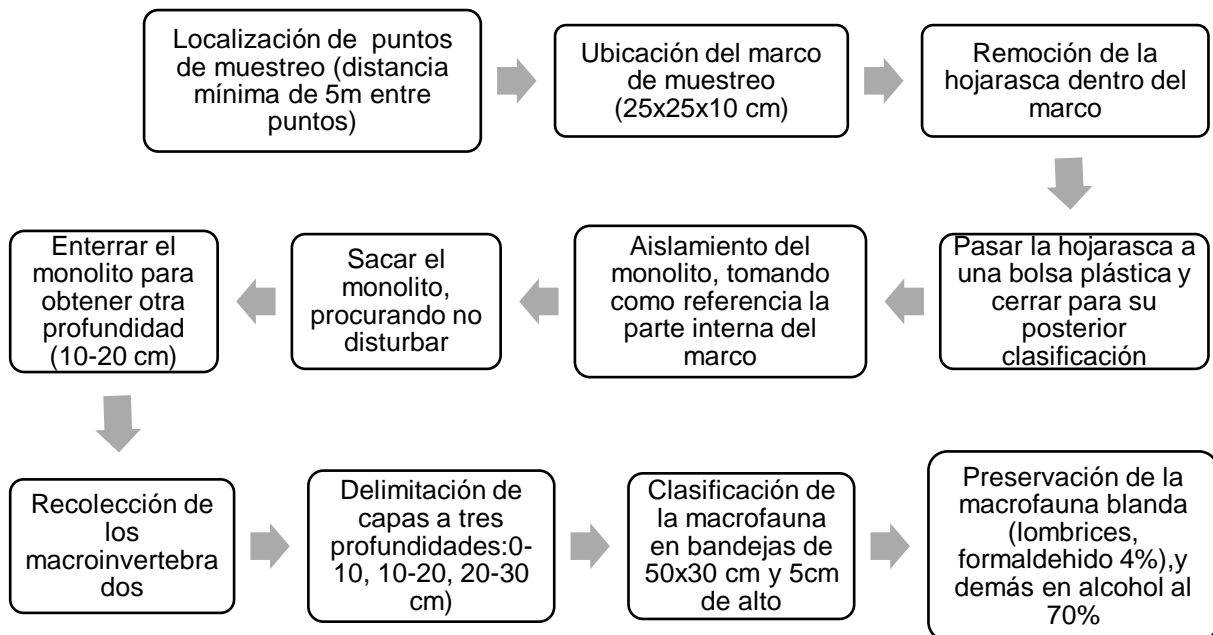 Localización de puntos
de muestreo (distancia
mínima de 5m entre
puntos)
Ubicación del marco
de muestreo
(25x25x10 cm)
Remoción de la
hojarasca dentro del
marco
Pasar la hojarasca a
una bolsa plástica y
cerrar para su
posterior
clasificación
Aislamiento del
monolito, tomando
como referencia la
parte interna del
marco
Sacar el
monolito,
procurando no
disturbar
Enterrar el
monolito para
obtener otra
profundidad
(10-20 cm)
Recolección de
los
macroinvertebra
dos
Delimitación de
capas a tres
profundidades:0-
10, 10-20, 20-30
cm)
Clasificación de
la macrofauna
en bandejas de
50x30 cm y 5cm
de alto
Preservación de la
macrofauna blanda
(lombrices,
formaldehido 4%),y
demás en alcohol al
70%